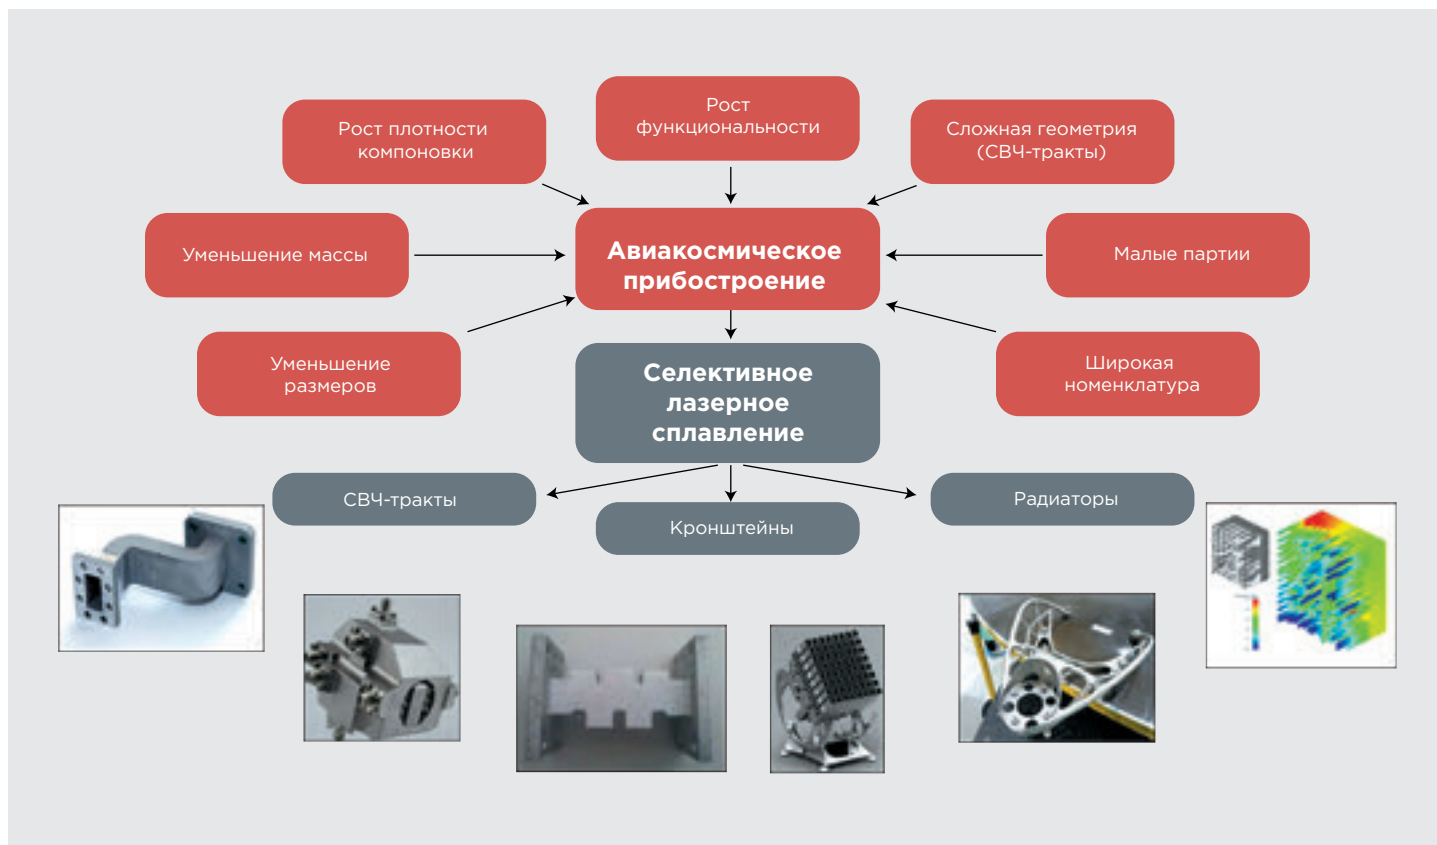 Рост
функциональности
Рост плотности
компоновки
Сложная геометрия
(СВЧ-тракты)
Уменьшение массы
Авиакосмическое
прибостроение
Малые партии
Уменьшение
размеров
Селективное
лазерное
сплавление
Широкая
номенклатура
СВЧ-тракты
Кронштейны
Радиаторы